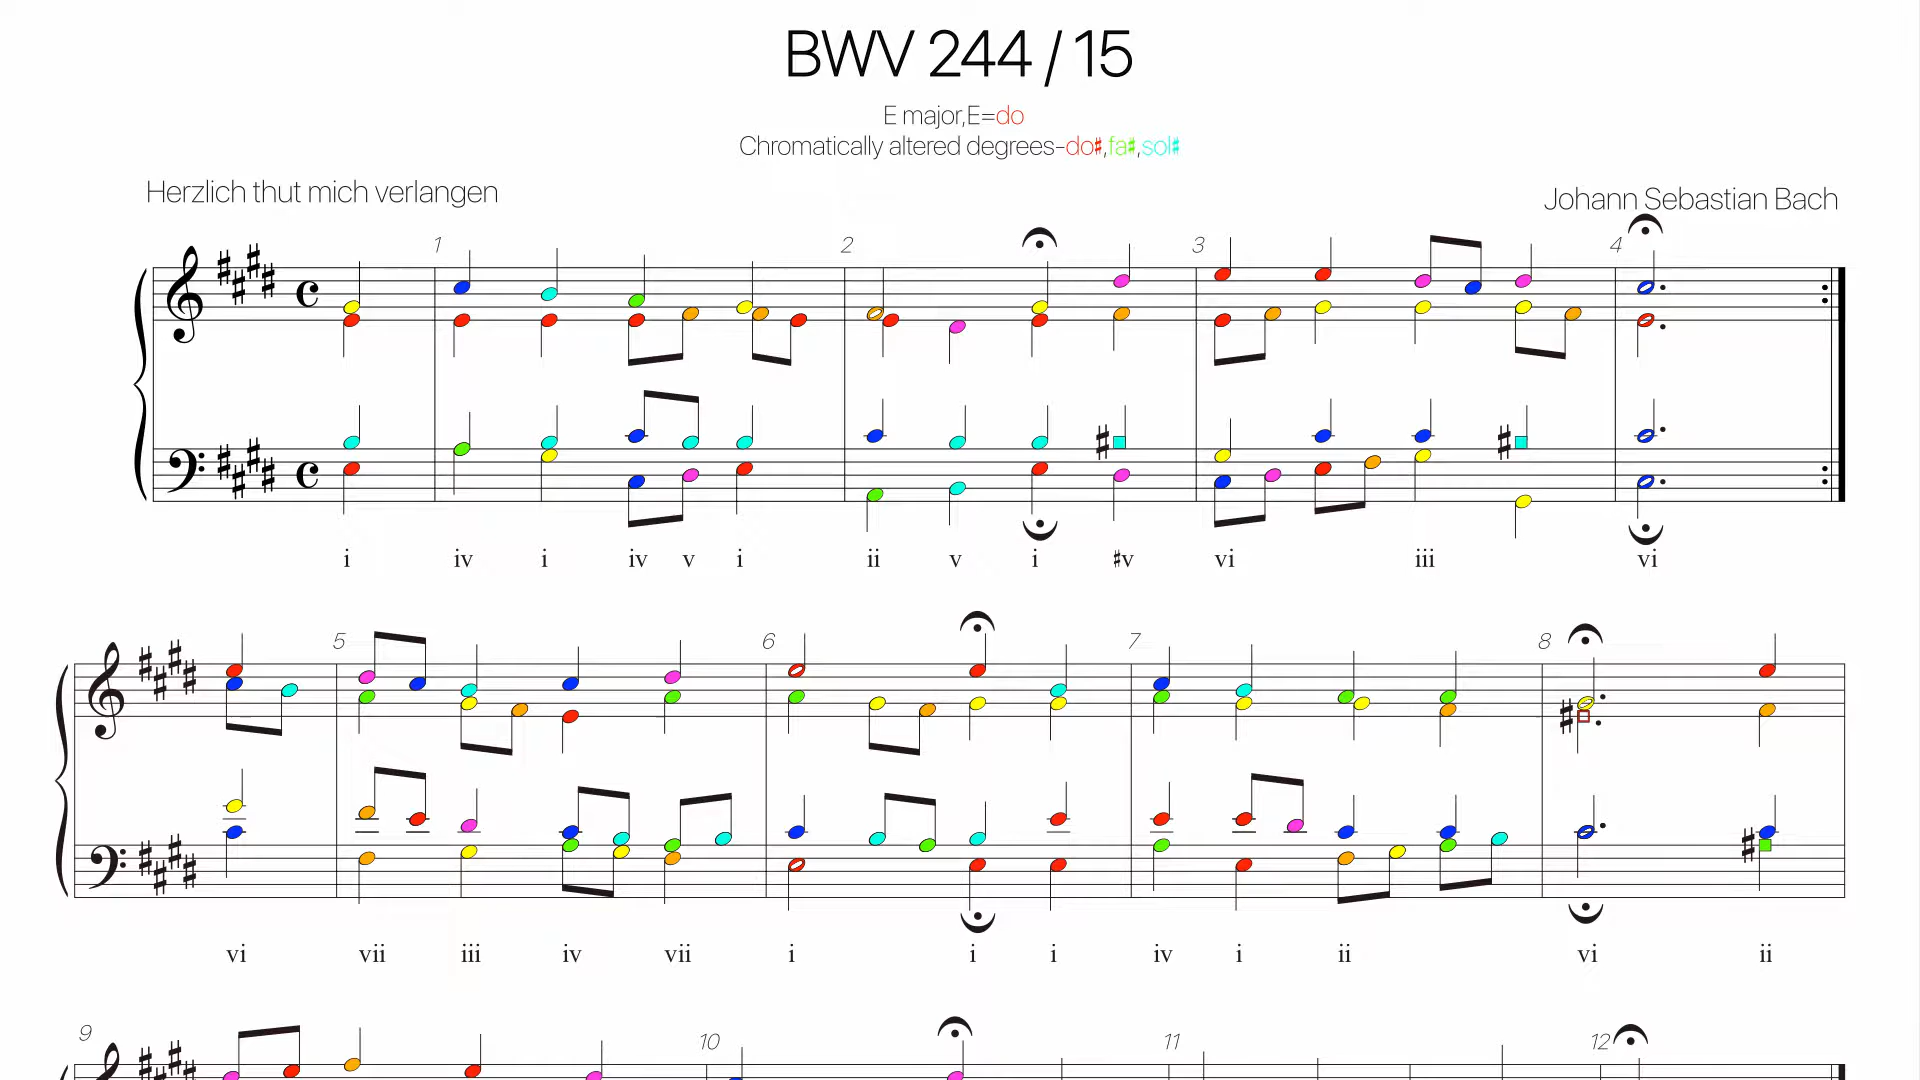 BWV 244 / 15
E major,E=do
Chromatically altered degrees-do♯,fa♯,sol♯
Herzlich thut mich verlangen
Johann Sebastian Bach
1 2 3 4
i iv i iv v i ii v i ♯v vi iii vi
5 6 7 8
vi vii iii iv vii i i i iv i ii vi ii
9 10 11 12